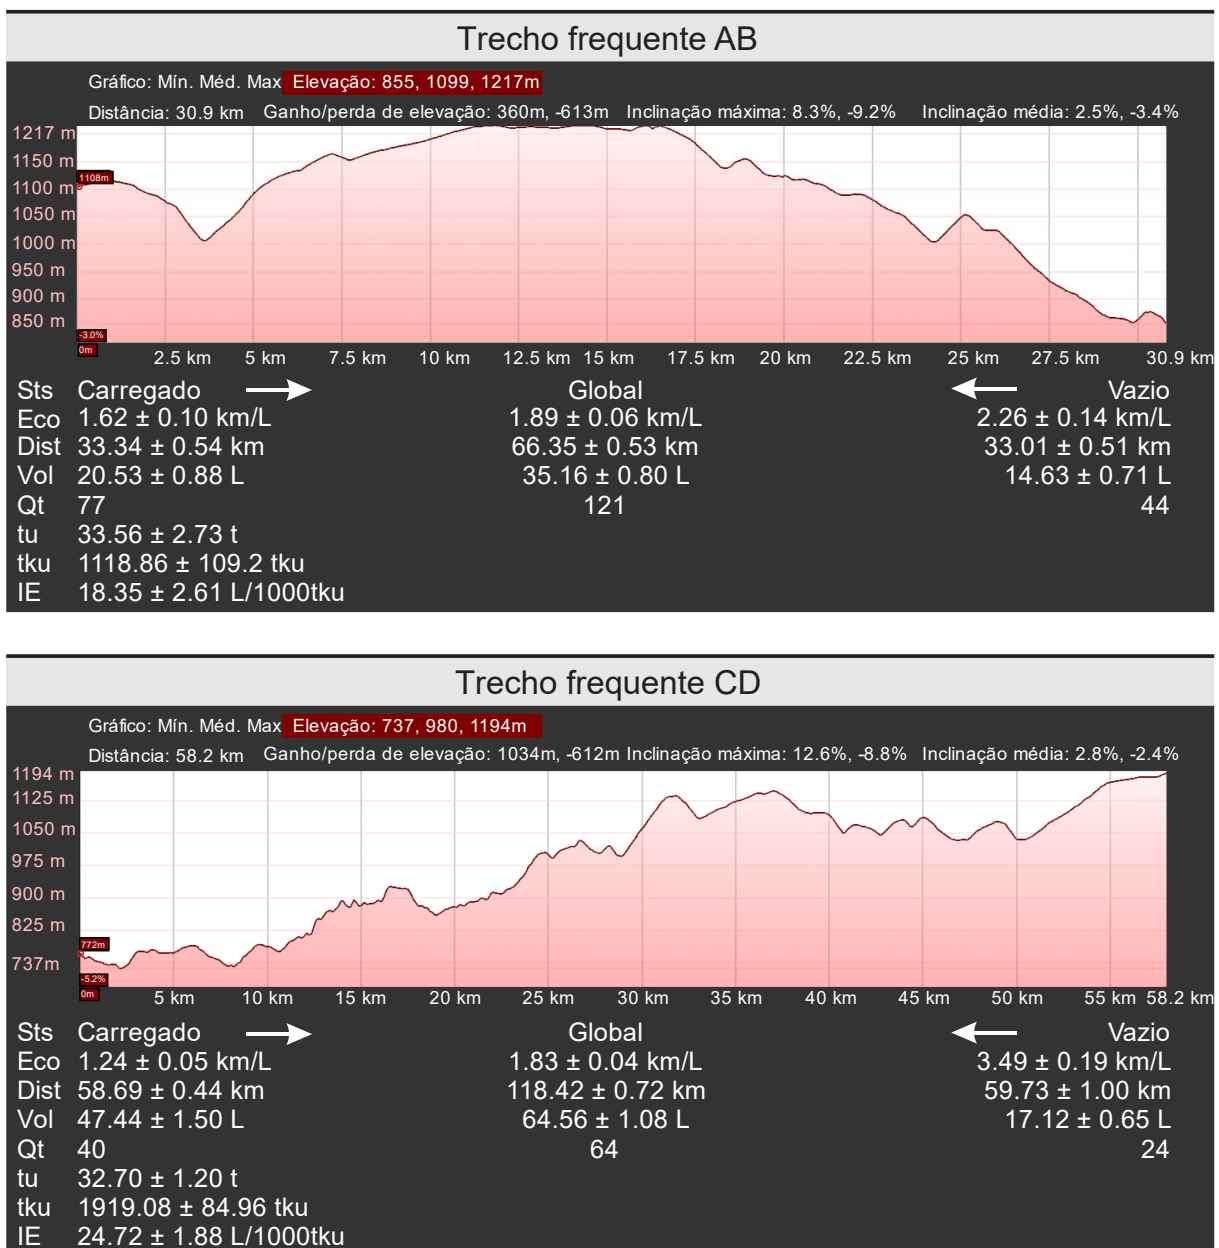 Trecho frequente AB
Gráfico: Mín. Méd. Max Elevação: 855, 1099, 1217m
Distância: 30.9 km Ganho/perda de elevação: 360m, -613m Inclinação máxima: 8.3%, -9.2% Inclinação média: 2.5%, -3.4%
1217 m
1150 m
1108m
1100 m
1050 m
1000 m
950 m
900 m
850 m
-3.0%
0m
2.5 km 5 km 7.5 km 10 km 12.5 km 15 km 17.5 km 20 km 22.5 km 25 km 27.5 km 30.9 km
Sts Carregado Global Vazio
Eco 1.62 ± 0.10 km/L 1.89 ± 0.06 km/L 2.26 ± 0.14 km/L
Dist 33.34 ± 0.54 km 66.35 ± 0.53 km 33.01 ± 0.51 km
Vol 20.53 ± 0.88 L 35.16 ± 0.80 L 14.63 ± 0.71 L
Qt 77 121 44
tu 33.56 ± 2.73 t
tku 1118.86 ± 109.2 tku
IE 18.35 ± 2.61 L/1000tku
Trecho frequente CD
Gráfico: Mín. Méd. Max Elevação: 737, 980, 1194m
Distância: 58.2 km Ganho/perda de elevação: 1034m, -612m Inclinação máxima: 12.6%, -8.8% Inclinação média: 2.8%, -2.4%
1194 m
1125 m
1050 m
975 m
900 m
825 m
772m
737m
-5.2%
0m
5 km 10 km 15 km 20 km 25 km 30 km 35 km 40 km 45 km 50 km 55 km 58.2 km
Sts Carregado Global Vazio
Eco 1.24 ± 0.05 km/L 1.83 ± 0.04 km/L 3.49 ± 0.19 km/L
Dist 58.69 ± 0.44 km 118.42 ± 0.72 km 59.73 ± 1.00 km
Vol 47.44 ± 1.50 L 64.56 ± 1.08 L 17.12 ± 0.65 L
Qt 40 64 24
tu 32.70 ± 1.20 t
tku 1919.08 ± 84.96 tku
IE 24.72 ± 1.88 L/1000tku